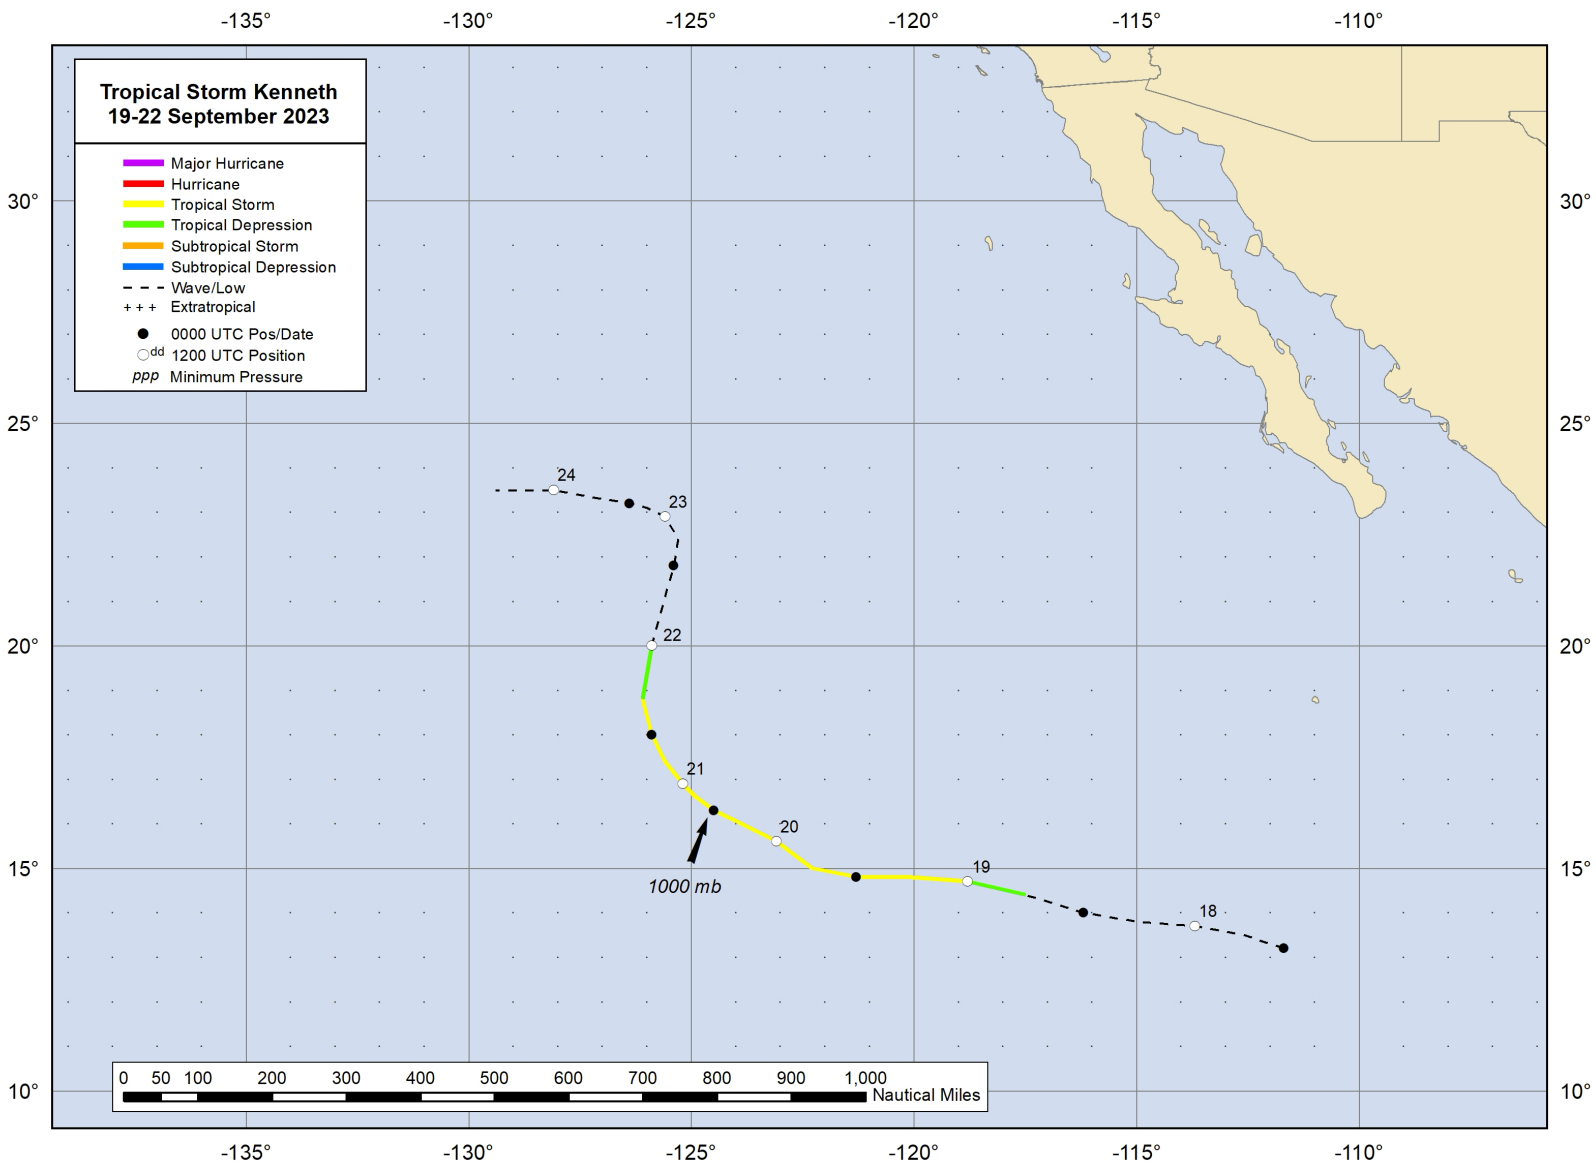 -135° -130° -125° -120° -115° -110°
Tropical Storm Kenneth
19-22 September 2023
Major Hurricane
Hurricane
Tropical Storm
Tropical Depression
Subtropical Storm
Subtropical Depression
Wave/Low
+ + + Extratropical
0000 UTC Pos/Date
dd 1200 UTC Position
ppp Minimum Pressure
30° 30°
25° 25°
24
23
22
20° 20°
21
20
15° 15°
19
1000 mb
18
0 50 100 200 300 400 500 600 700 800 900 1,000
Nautical Miles
10° 10°
-135° -130° -125° -120° -115° -110°